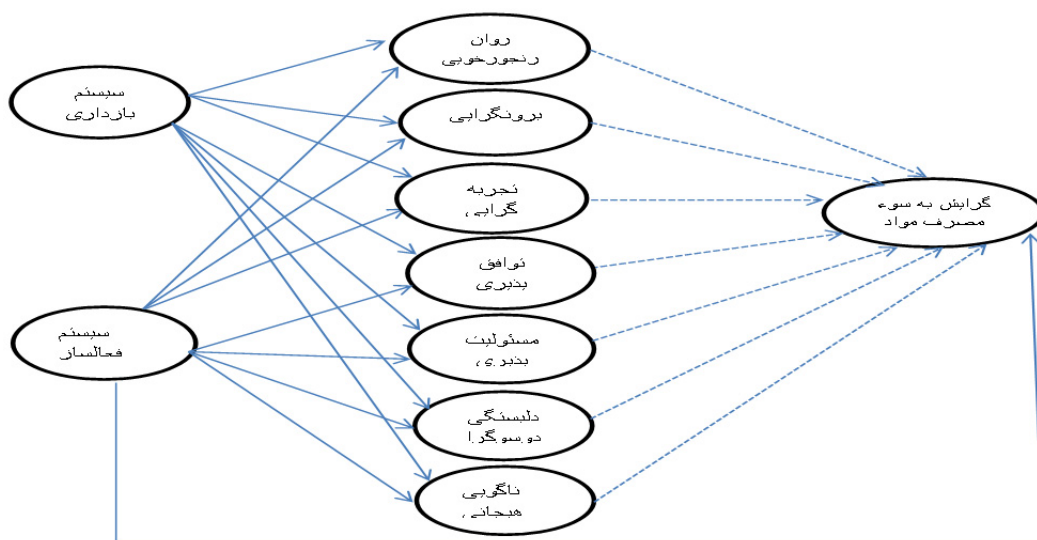 روان
رنجورخویی
سیستم
بازداری
برونگرایی
تجربه
گرایی
گرایش به سوء
مصرف مواد
توافق
پذیری
سیستم
فعالساز
مسئولیت
پذیری
دلبستگی
دوسوگرا
ناگویی
هیجانی